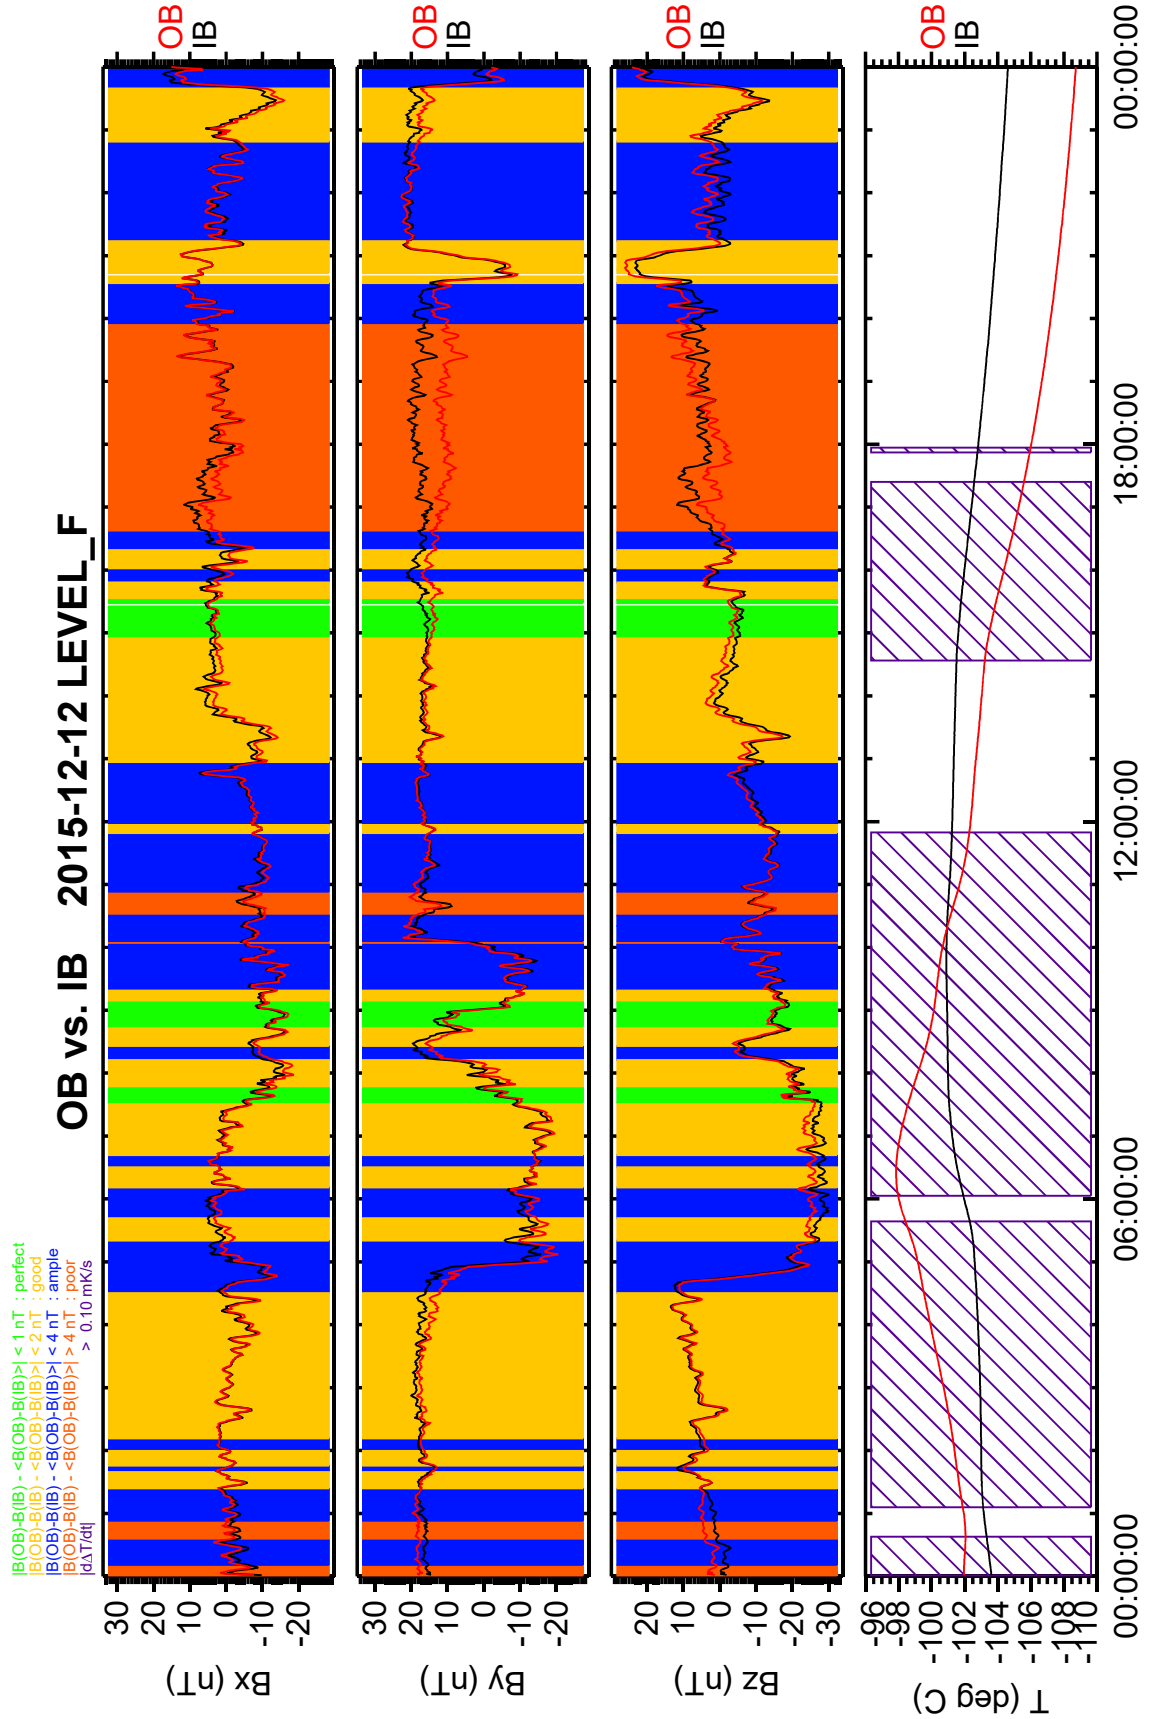 OB vs. IB 2015-12-12 LEVEL_F
|B(OB)-B(IB) - <B(OB)-B(IB)>| < 1 nT : perfect
|B(OB)-B(IB) - <B(OB)-B(IB)>| < 2 nT : good
|B(OB)-B(IB) - <B(OB)-B(IB)>| < 4 nT : ample
|B(OB)-B(IB) - <B(OB)-B(IB)>| > 4 nT : poor
|dΔT/dt| > 0.10 mK/s
Bx (nT)
30
20
10
0
-10
-20
OB
IB
By (nT)
30
20
10
0
-10
-20
OB
IB
Bz (nT)
20
10
0
-10
-20
-30
OB
IB
T (deg C)
-96
-98
-100
-102
-104
-106
-108
-110
OB
IB
00:00:00 06:00:00 12:00:00 18:00:00 00:00:00